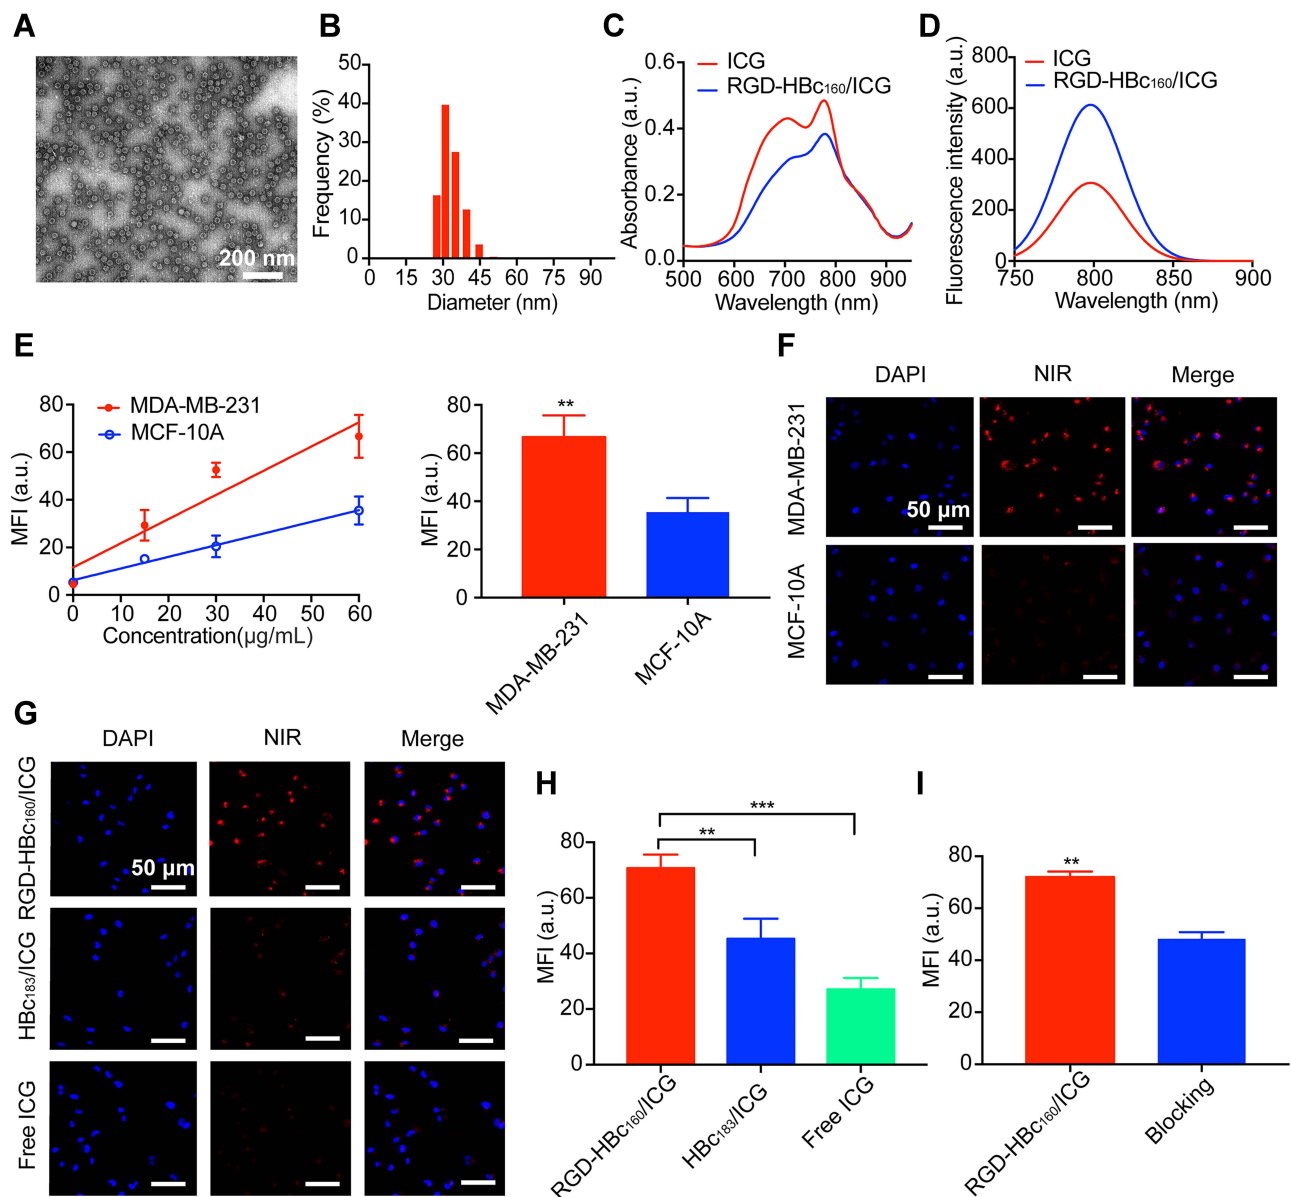 A
200 nm
B
Frequency (%)
50
40
30
20
10
0
0 15 30 45 60 75 90
Diameter (nm)
C
Absorbance (a.u.)
ICG
RGD-HBc160/ICG
0.6
0.4
0.2
0.0
500 600 700 800 900
Wavelength (nm)
D
Fluorescence intensity (a.u.)
ICG
RGD-HBc160/ICG
800
600
400
200
0
750 800 850 900
Wavelength (nm)
E
MFI (a.u.)
MDA-MB-231
MCF-10A
80
60
40
20
0
0 10 20 30 40 50 60
Concentration(µg/mL)
MFI (a.u.)
80
60
40
20
0
**
MDA-MB-231
MCF-10A
F
DAPI NIR Merge
MDA-MB-231
50 µm
MCF-10A
G
DAPI NIR Merge
RGD-HBc160/ICG
50 µm
HBc183/ICG
Free ICG
H
MFI (a.u.)
80
60
40
20
0
***
**
RGD-HBc160/ICG
HBc183/ICG
Free ICG
I
MFI (a.u.)
80
60
40
20
0
**
RGD-HBc160/ICG
Blocking